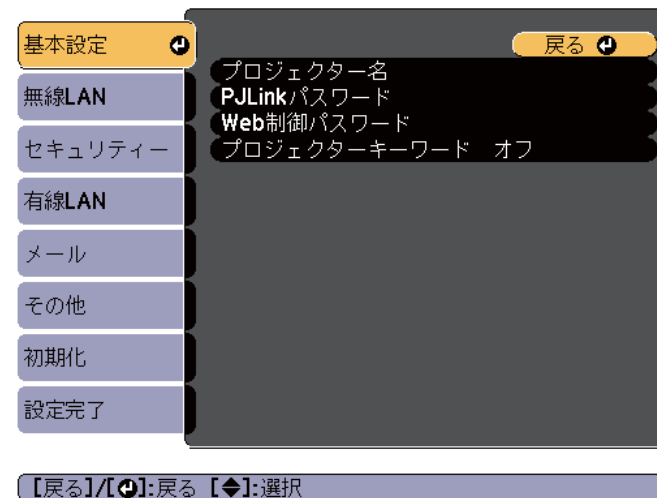 基本設定
無線LAN
セキュリティー
有線LAN
メール
その他
初期化
設定完了
戻る
プロジェクター名
PJLinkパスワード
Web制御パスワード
プロジェクターキーワード オフ
【戻る】/【⏎】:戻る 【◆】:選択